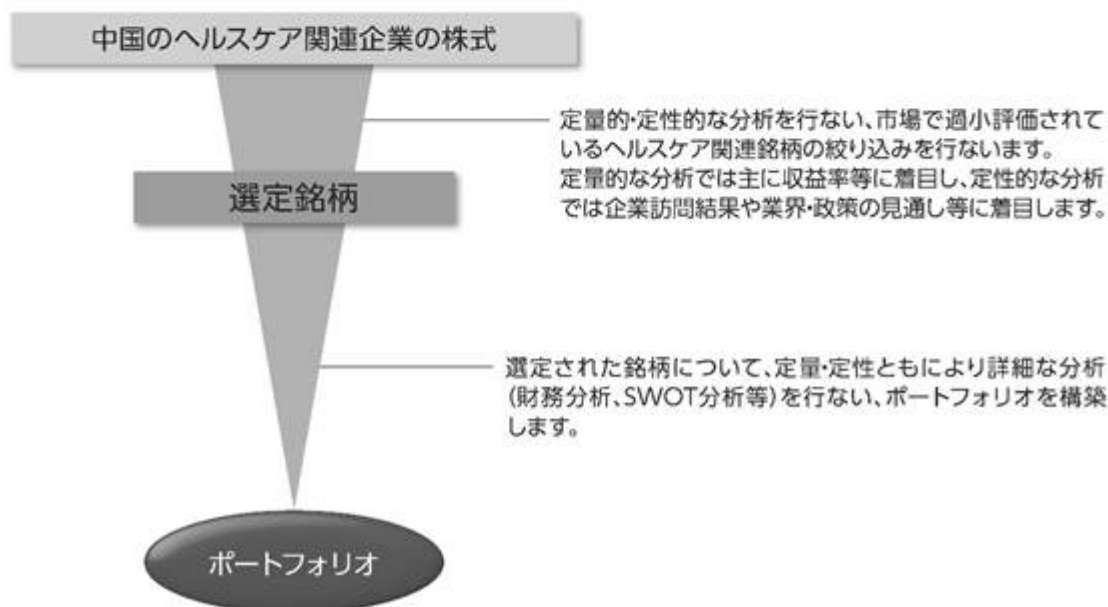 中国のヘルスケア関連企業の株式
定量的・定性的な分析を行ない、市場で過小評価されて
いるヘルスケア関連銘柄の絞り込みを行ないます。
定量的な分析では主に収益率等に着目し、定性的な分析
では企業訪問結果や業界・政策の見通し等に着目します。
選定銘柄
選定された銘柄について、定量・定性ともにより詳細な分析
(財務分析、SWOT分析等)を行ない、ポートフォリオを構築
します。
ポートフォリオ